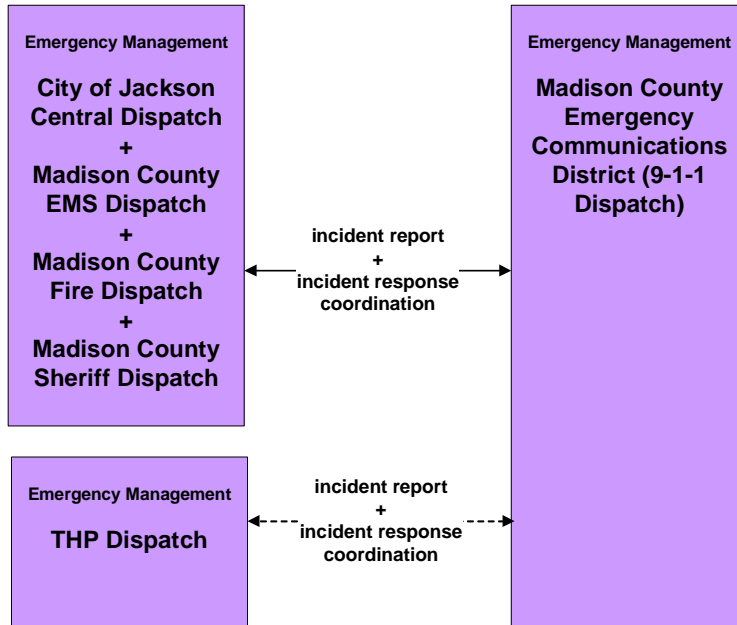 Emergency Management
City of Jackson
Central Dispatch
+
Madison County
EMS Dispatch
+
Madison County
Fire Dispatch
+
Madison County
Sheriff Dispatch
incident report
+
incident response
coordination
Emergency Management
Madison County
Emergency
Communications
District (9-1-1
Dispatch)
Emergency Management
THP Dispatch
incident report
+
incident response
coordination